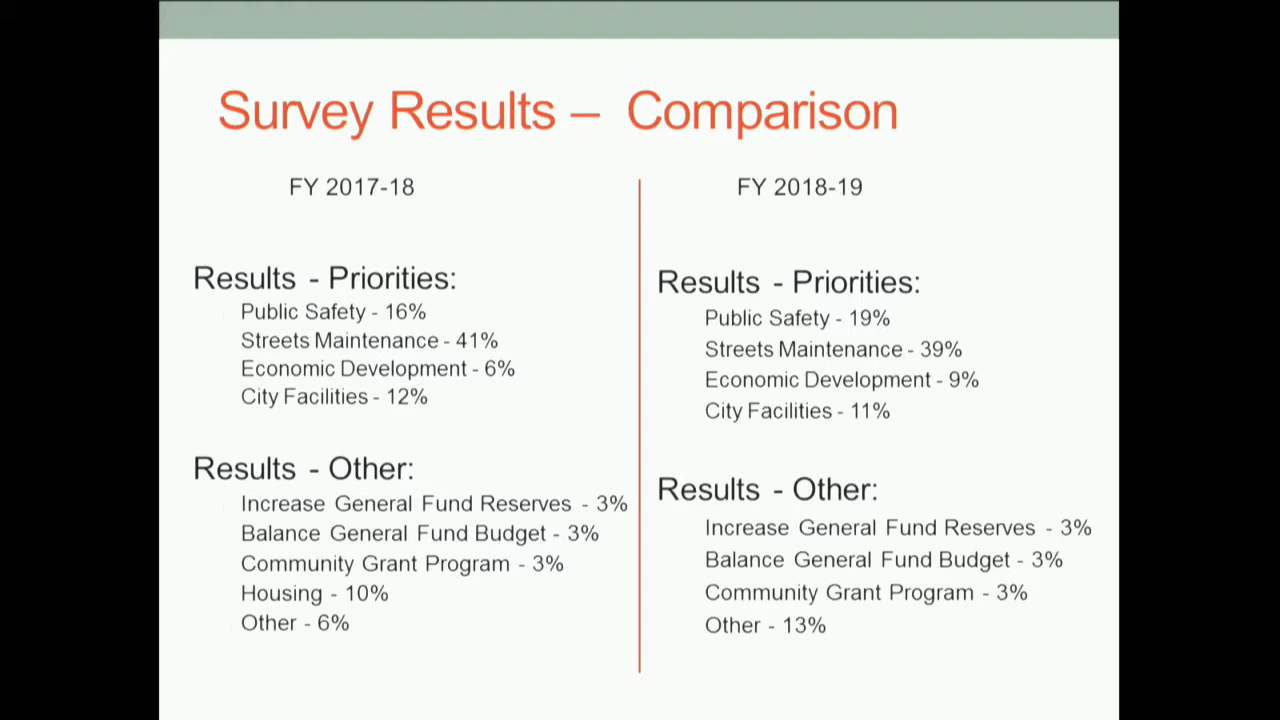 Survey Results – Comparison
FY 2017-18
Results - Priorities:
Public Safety - 16%
Streets Maintenance - 41%
Economic Development - 6%
City Facilities - 12%
Results - Other:
Increase General Fund Reserves - 3%
Balance General Fund Budget - 3%
Community Grant Program - 3%
Housing - 10%
Other - 6%
FY 2018-19
Results - Priorities:
Public Safety - 19%
Streets Maintenance - 39%
Economic Development - 9%
City Facilities - 11%
Results - Other:
Increase General Fund Reserves - 3%
Balance General Fund Budget - 3%
Community Grant Program - 3%
Other - 13%